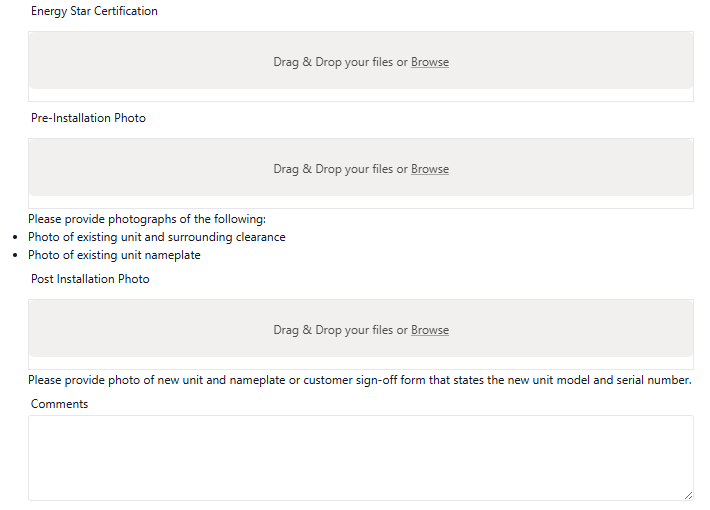 Energy Star Certification
Drag & Drop your files or Browse
Pre-Installation Photo
Drag & Drop your files or Browse
Please provide photographs of the following:
• Photo of existing unit and surrounding clearance
• Photo of existing unit nameplate
Post Installation Photo
Drag & Drop your files or Browse
Please provide photo of new unit and nameplate or customer sign-off form that states the new unit model and serial number.
Comments